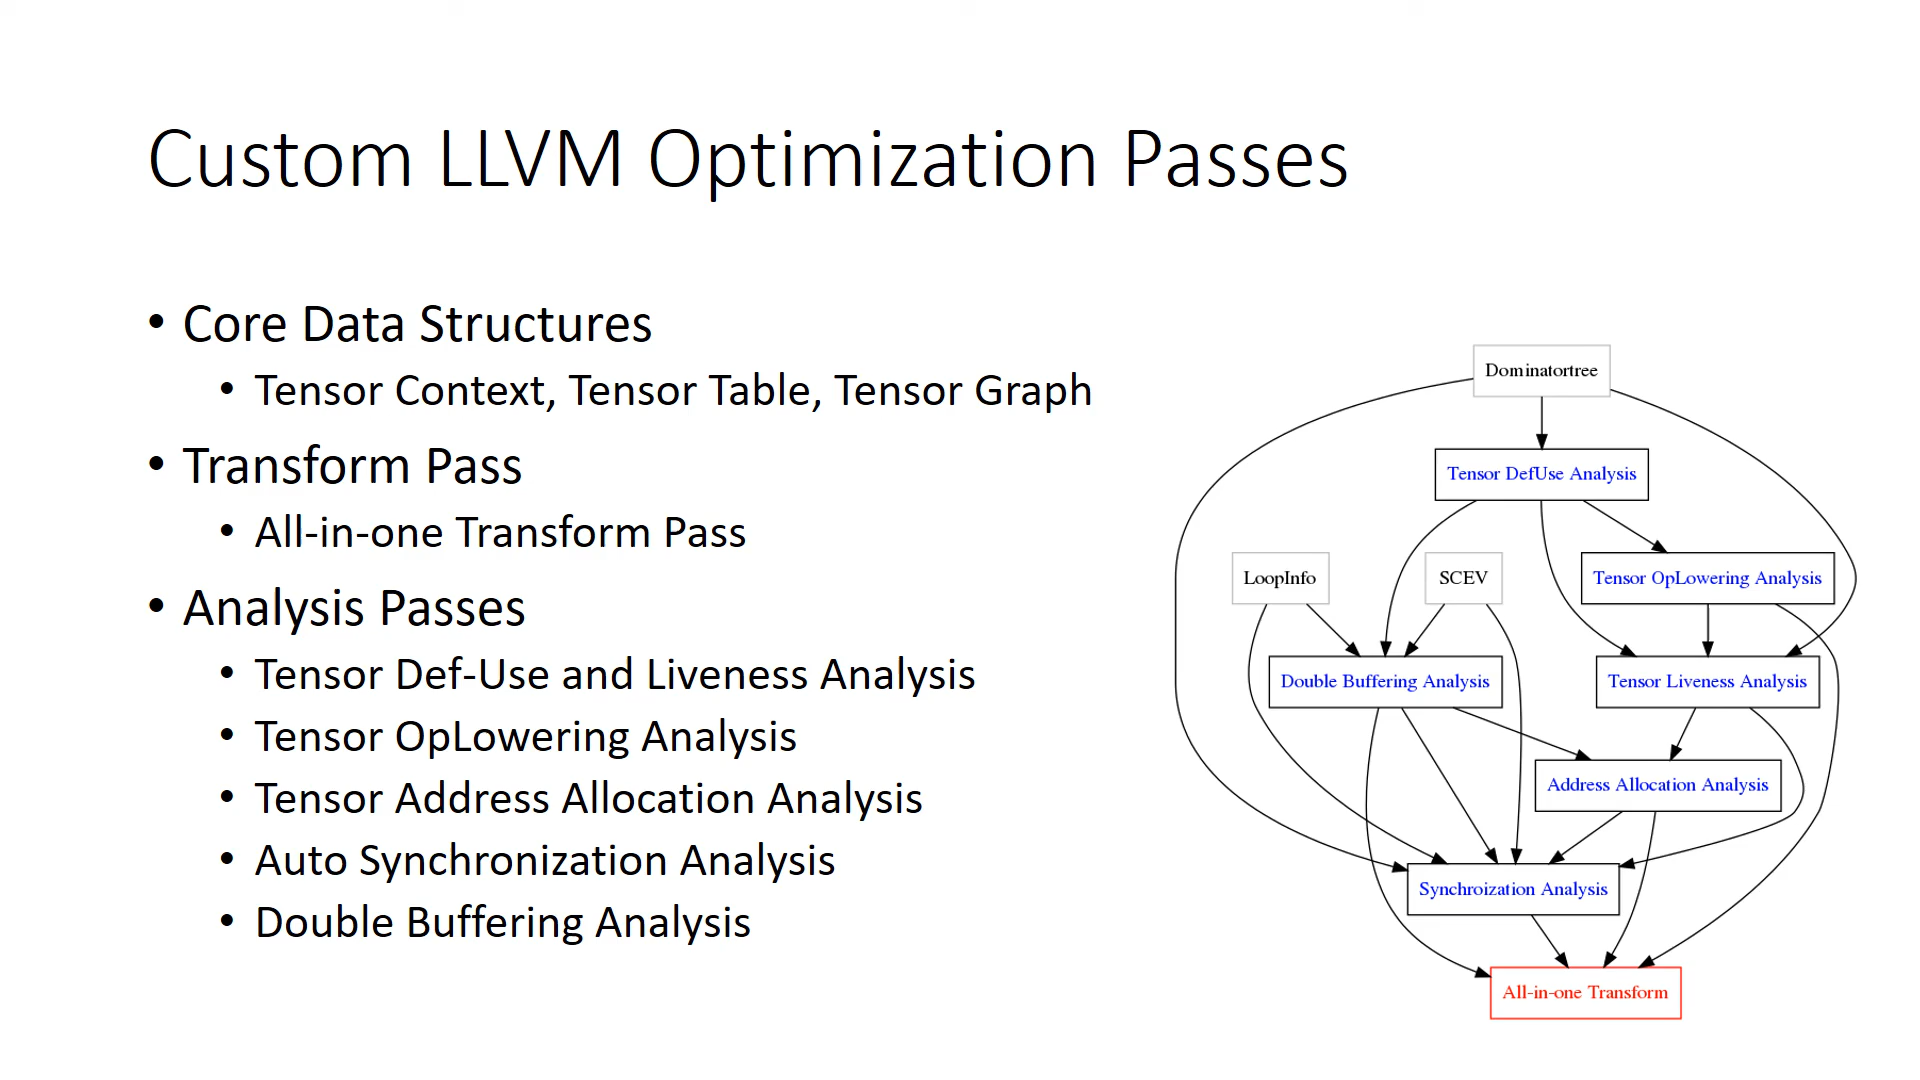 Custom LLVM Optimization Passes
• Core Data Structures
• Tensor Context, Tensor Table, Tensor Graph
• Transform Pass
• All-in-one Transform Pass
• Analysis Passes
• Tensor Def-Use and Liveness Analysis
• Tensor OpLowering Analysis
• Tensor Address Allocation Analysis
• Auto Synchronization Analysis
• Double Buffering Analysis
Dominatortree
Tensor DefUse Analysis
LoopInfo
SCEV
Tensor OpLowering Analysis
Double Buffering Analysis
Tensor Liveness Analysis
Address Allocation Analysis
Synchroization Analysis
All-in-one Transform